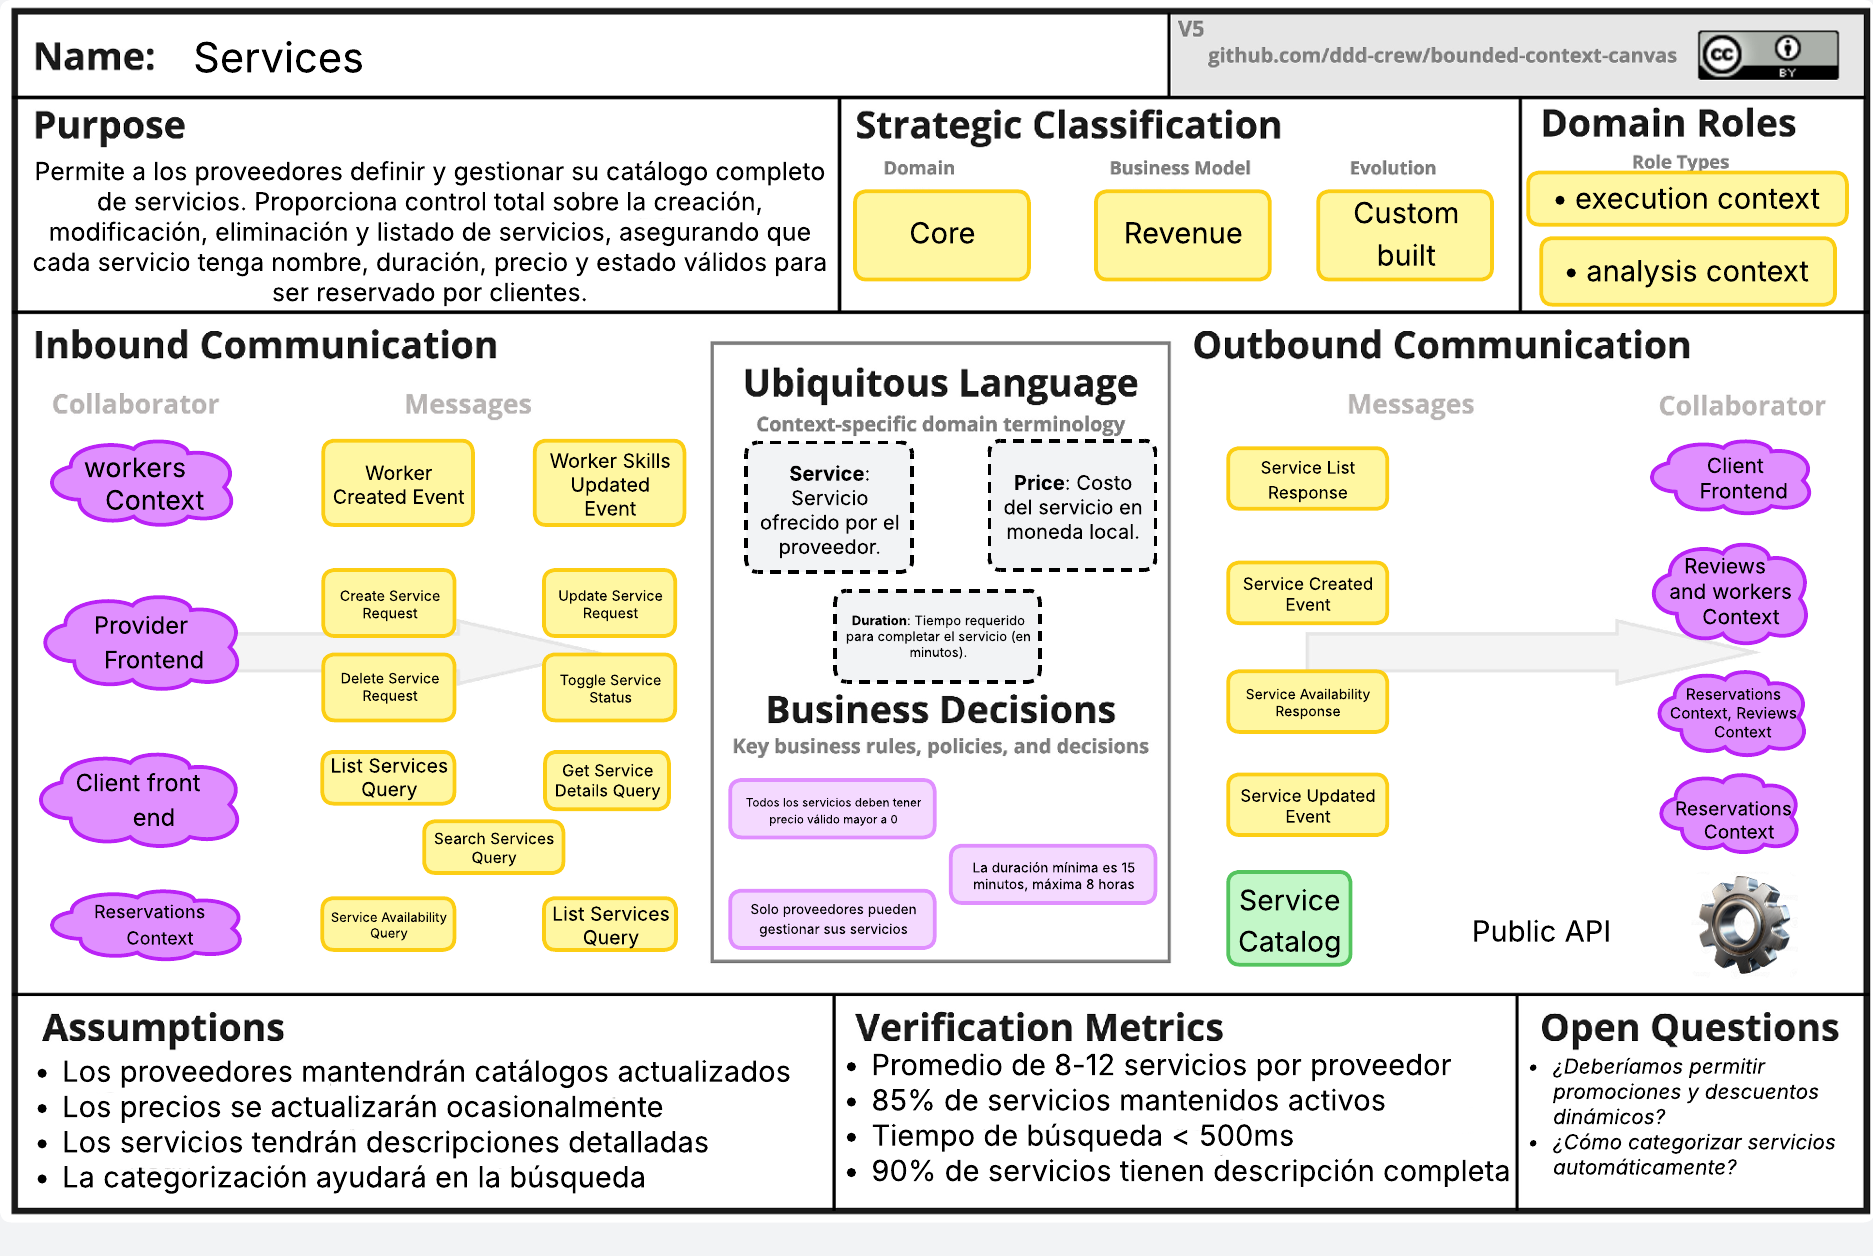 Name: Services
V5
github.com/ddd-crew/bounded-context-canvas
cc
BY
Purpose
Permite a los proveedores definir y gestionar su catálogo completo
de servicios. Proporciona control total sobre la creación,
modificación, eliminación y listado de servicios, asegurando que
cada servicio tenga nombre, duración, precio y estado válidos para
ser reservado por clientes.
Strategic Classification
Domain
Business Model
Evolution
Core
Revenue
Custom
built
Domain Roles
Role Types
• execution context
• analysis context
Inbound Communication
Collaborator
Messages
workers
Context
Worker
Created Event
Worker Skills
Updated
Event
Provider
Frontend
Create Service
Request
Update Service
Request
Delete Service
Request
Toggle Service
Status
Client front
end
List Services
Query
Get Service
Details Query
Search Services
Query
Reservations
Context
Service Availability
Query
List Services
Query
Ubiquitous Language
Context-specific domain terminology
Service:
Servicio
ofrecido por el
proveedor.
Price: Costo
del servicio en
moneda local.
Duration: Tiempo requerido
para completar el servicio (en
minutos).
Business Decisions
Key business rules, policies, and decisions
Todos los servicios deben tener
precio válido mayor a 0
La duración mínima es 15
minutos, máxima 8 horas
Solo proveedores pueden
gestionar sus servicios
Outbound Communication
Messages
Collaborator
Service List
Response
Client
Frontend
Service Created
Event
Reviews
and workers
Context
Service Availability
Response
Reservations
Context, Reviews
Context
Service Updated
Event
Reservations
Context
Service
Catalog
Public API
Assumptions
• Los proveedores mantendrán catálogos actualizados
• Los precios se actualizarán ocasionalmente
• Los servicios tendrán descripciones detalladas
• La categorización ayudará en la búsqueda
Verification Metrics
• Promedio de 8-12 servicios por proveedor
• 85% de servicios mantenidos activos
• Tiempo de búsqueda < 500ms
• 90% de servicios tienen descripción completa
Open Questions
• ¿Deberíamos permitir
promociones y descuentos
dinámicos?
• ¿Cómo categorizar servicios
automáticamente?